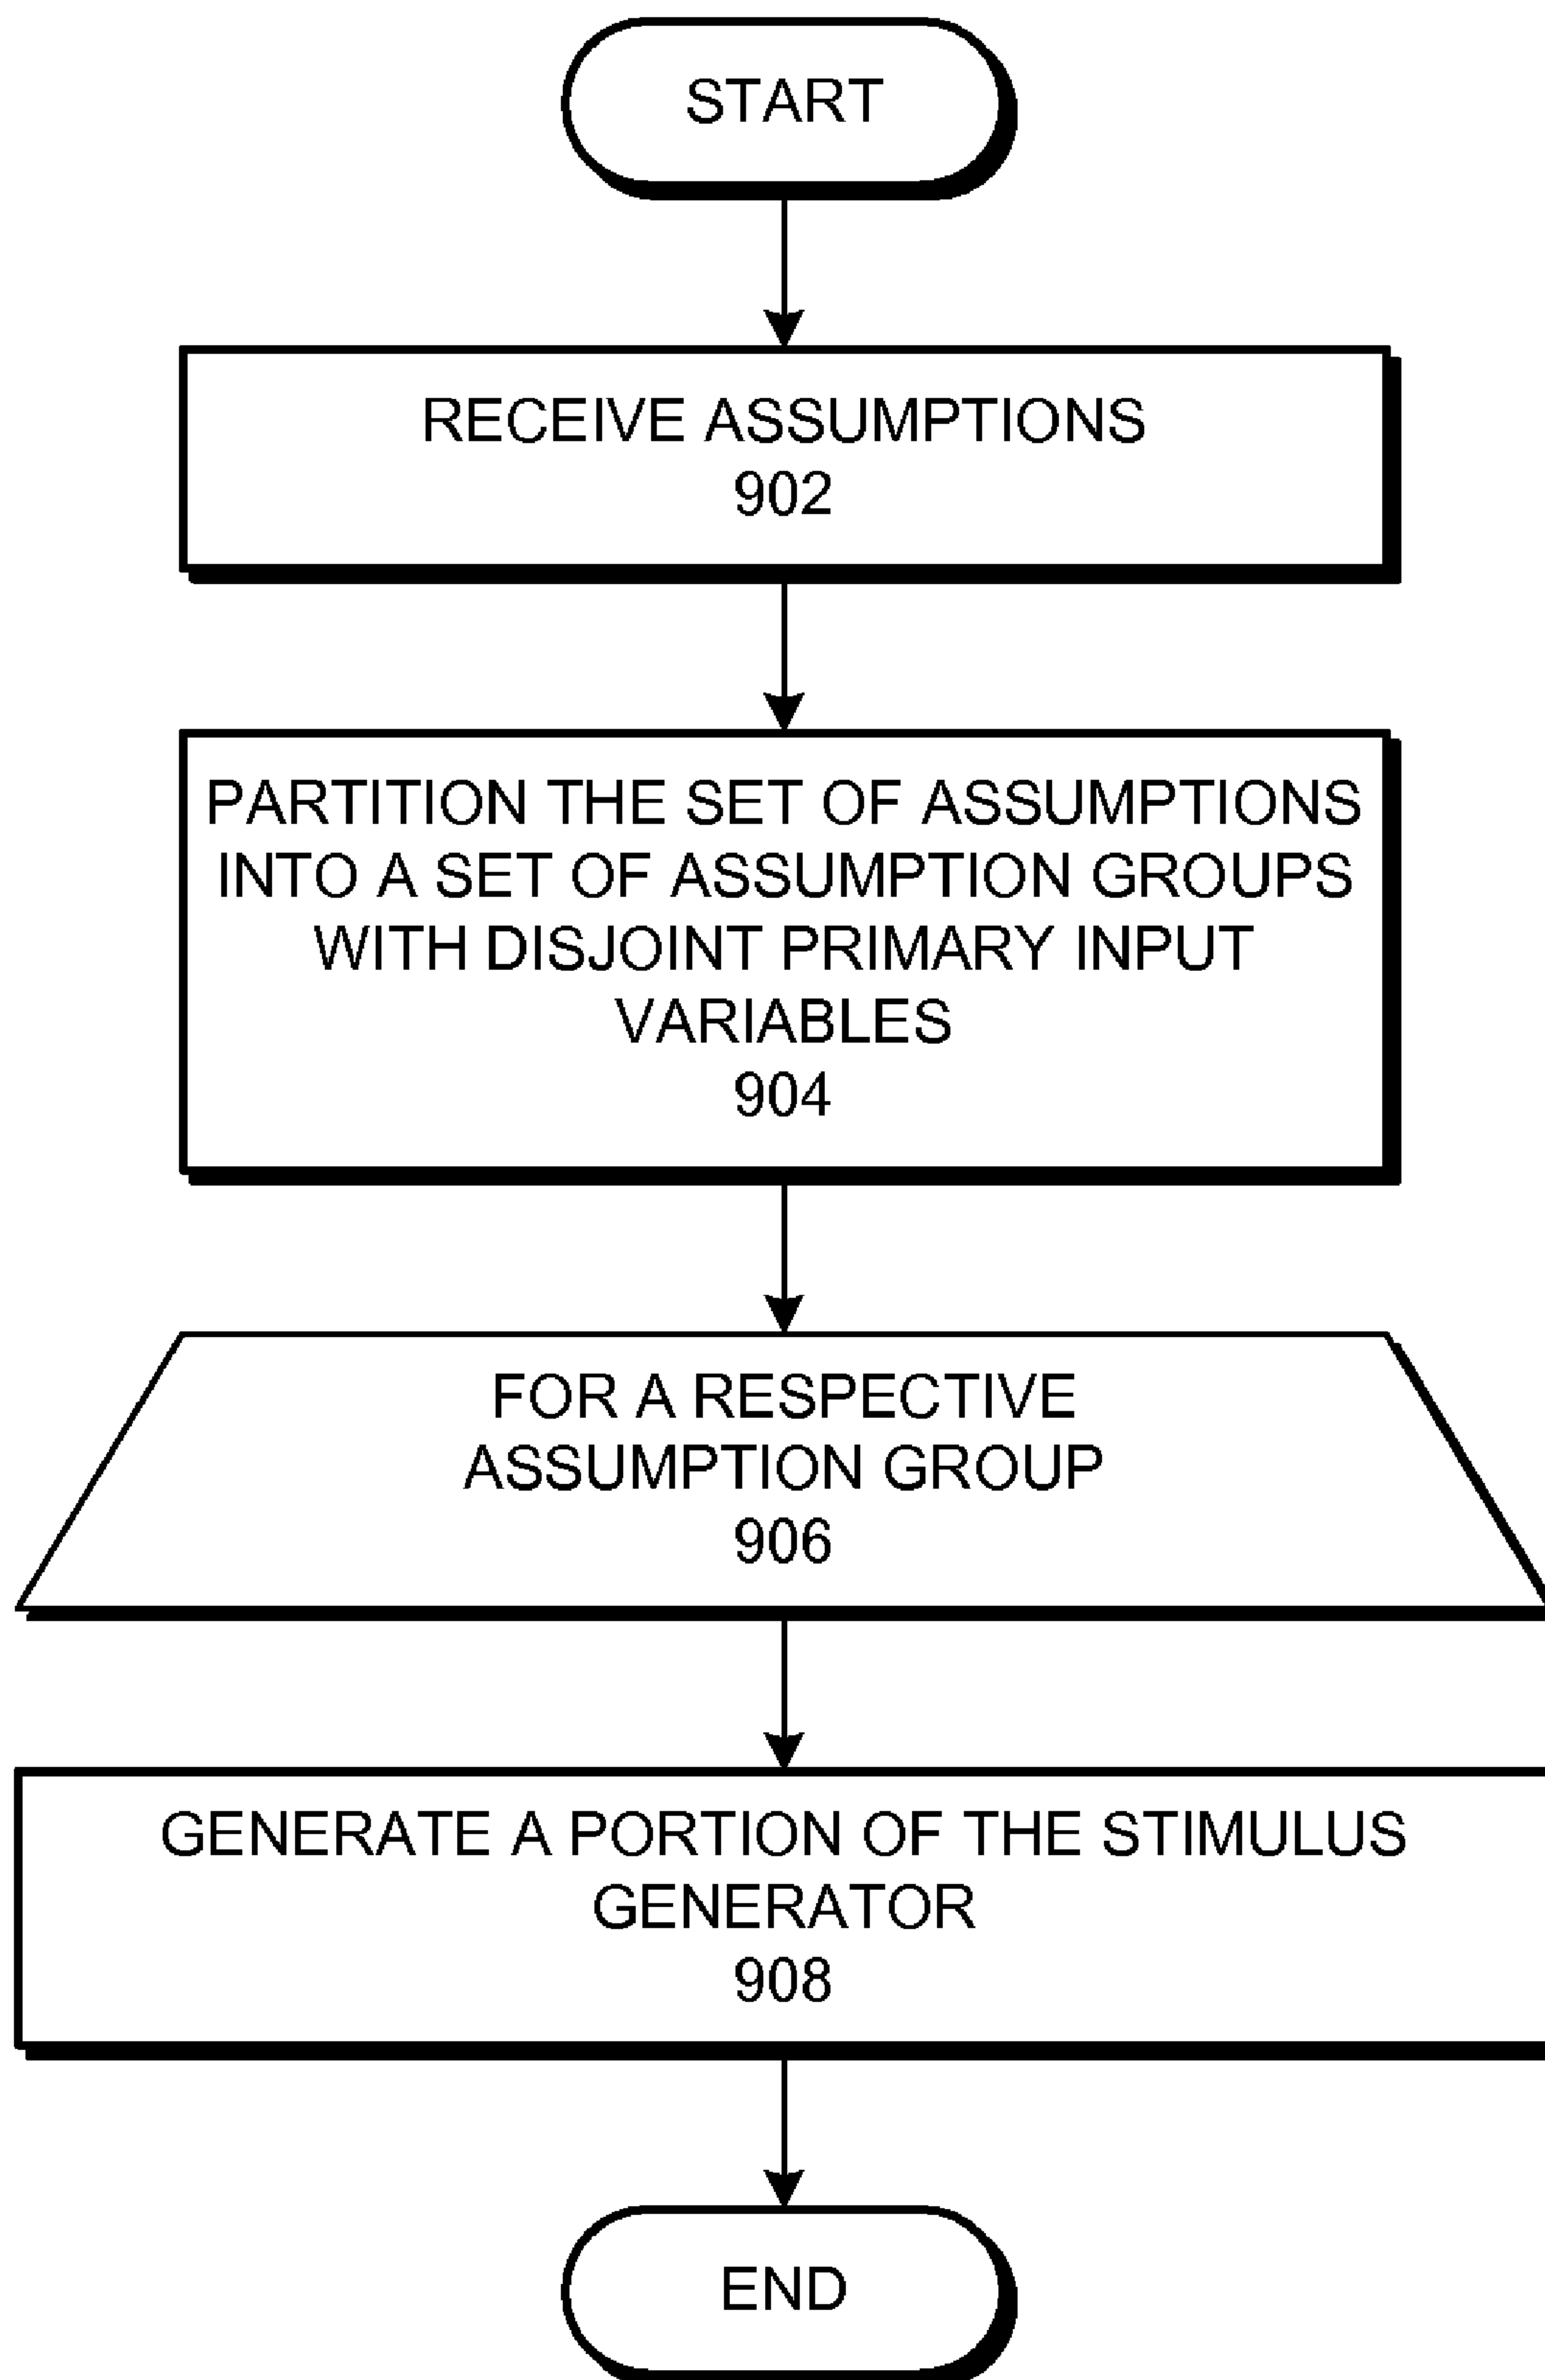 START
RECEIVE ASSUMPTIONS
902
PARTITION THE SET OF ASSUMPTIONS
INTO A SET OF ASSUMPTION GROUPS
WITH DISJOINT PRIMARY INPUT
VARIABLES
904
FOR A RESPECTIVE
ASSUMPTION GROUP
906
GENERATE A PORTION OF THE STIMULUS
GENERATOR
908
END